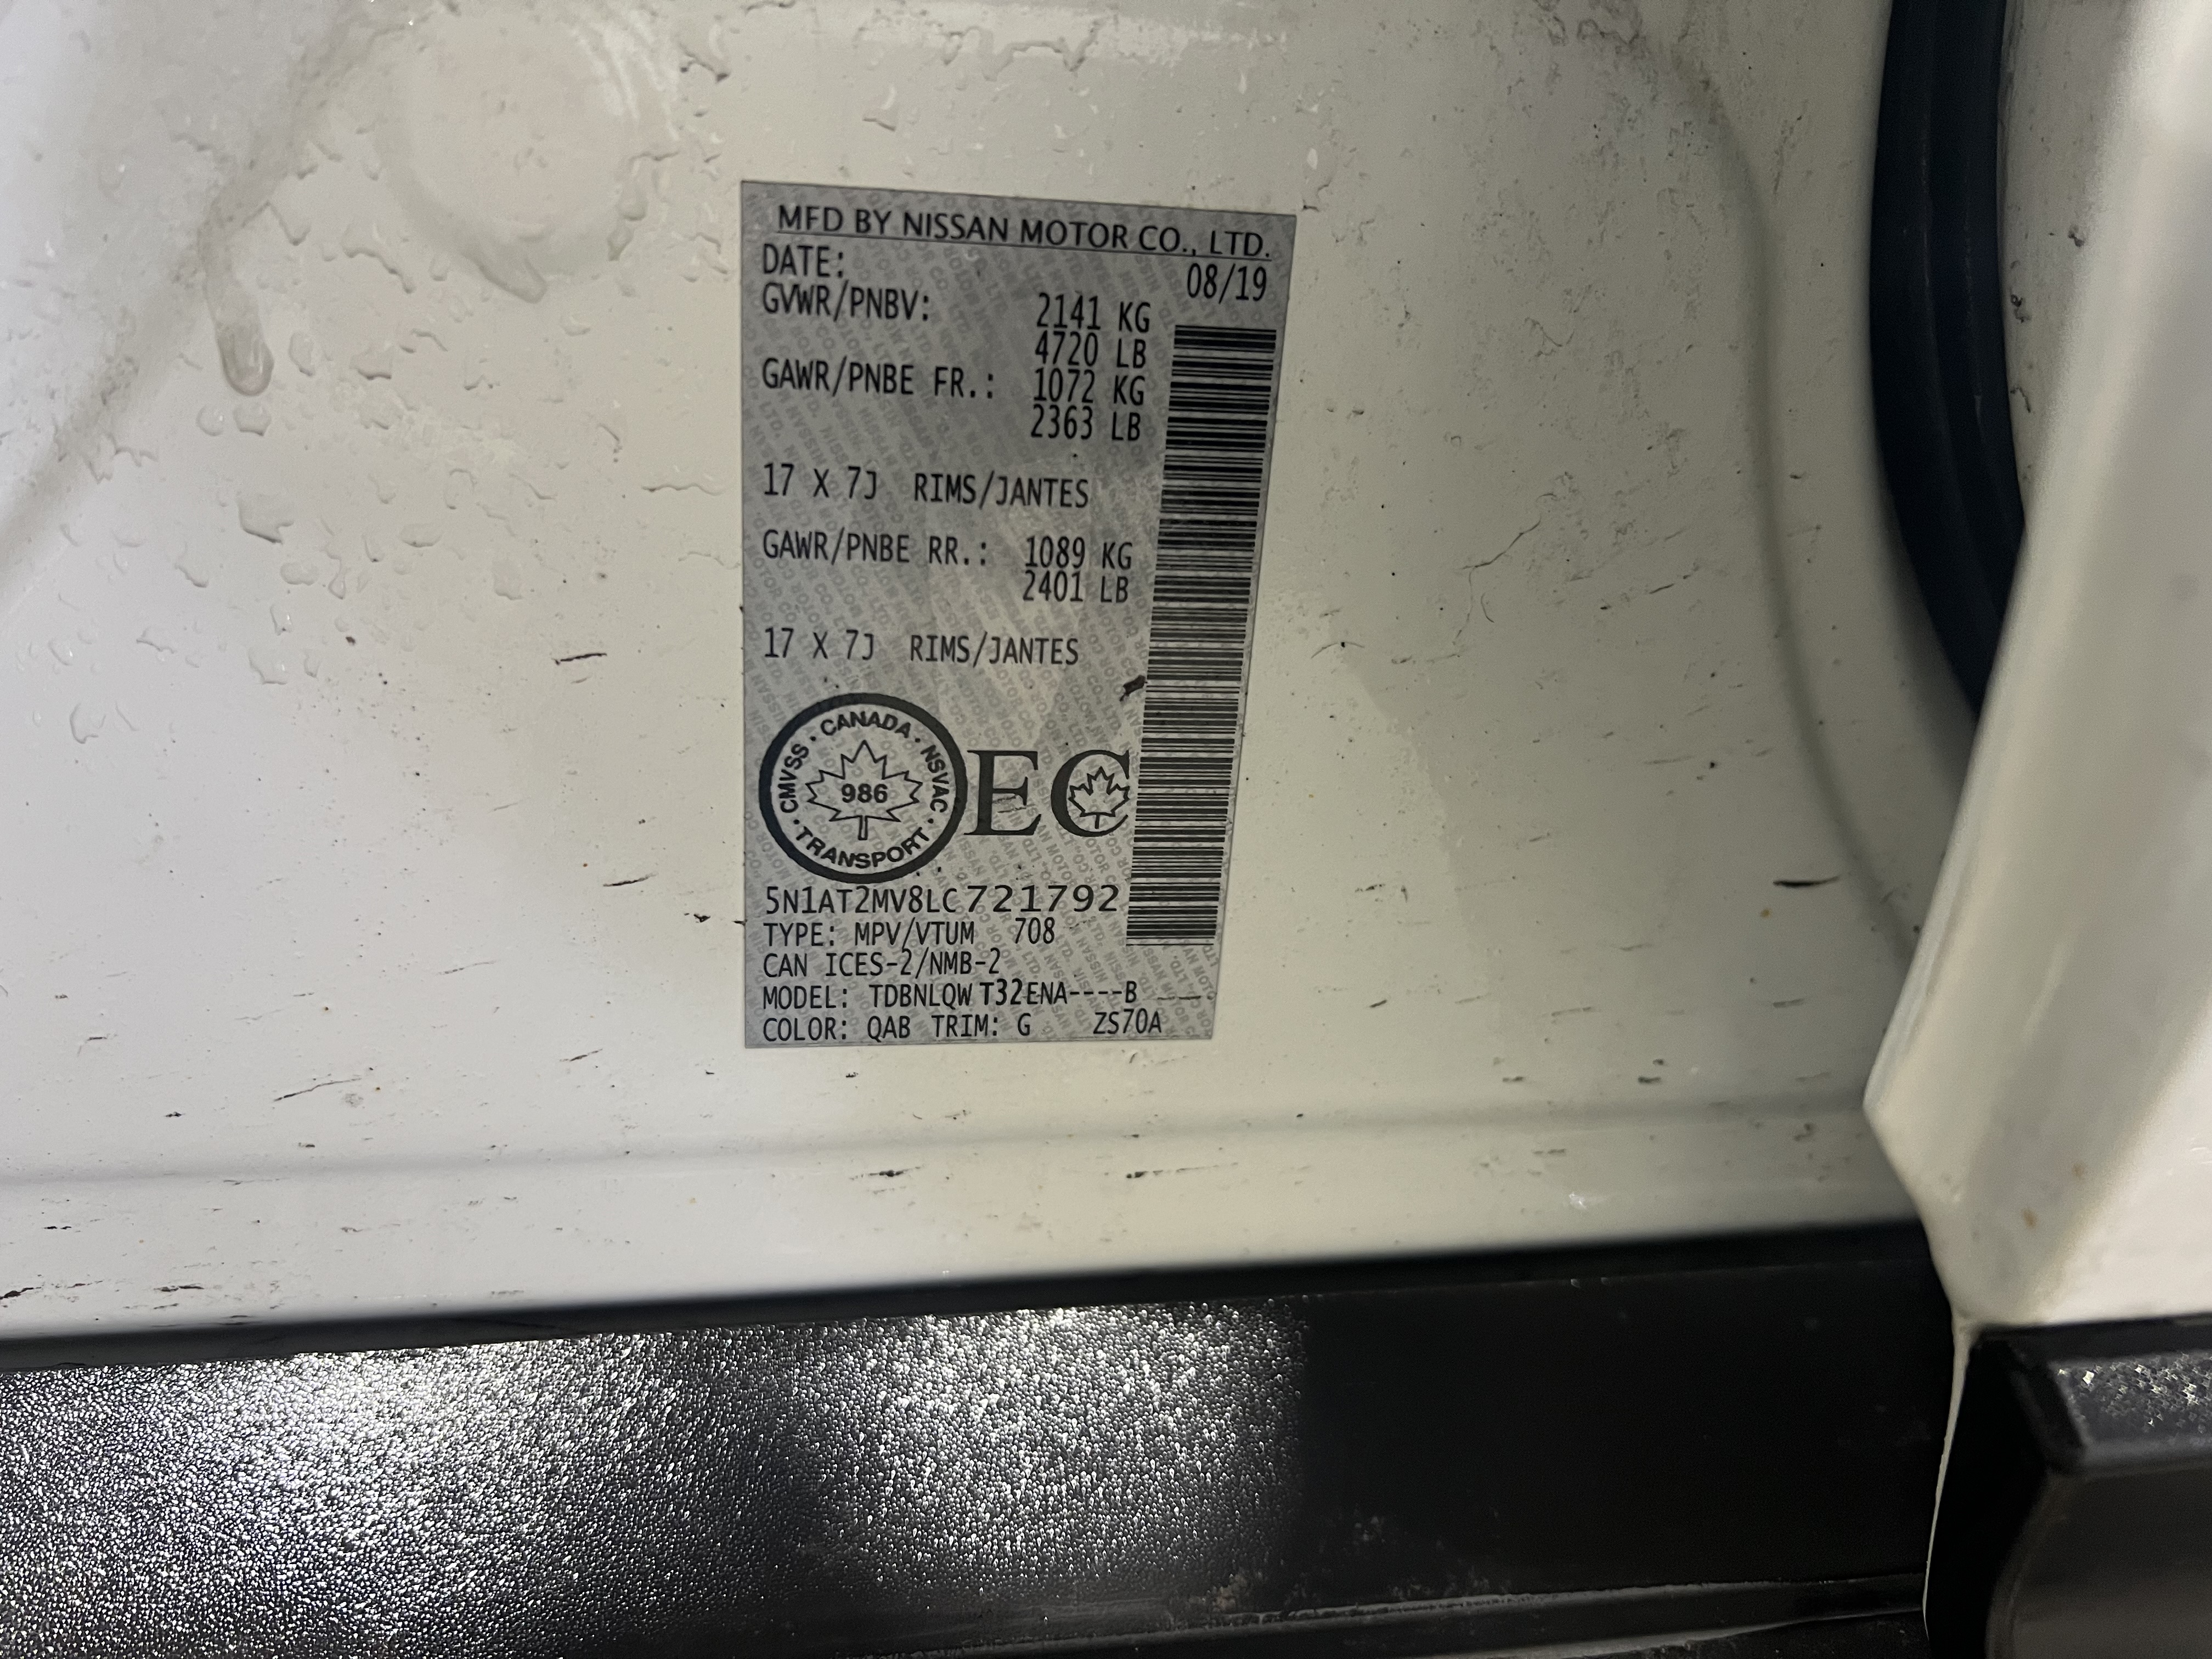 MFD BY NISSAN MOTOR CO., LTD.
DATE: 08/19
GVWR/PNBV: 2141 KG
4720 LB
GAWR/PNBE FR.: 1072 KG
2363 LB
17 X 7J RIMS/JANTES
GAWR/PNBE RR.: 1089 KG
2401 LB
17 X 7J RIMS/JANTES
CMVSS · CANADA · NSVAC · TRANSPORT ·
986
EC
5N1AT2MV8LC721792
TYPE: MPV/VTUM 708
CAN ICES-2/NMB-2
MODEL: TDBNLQWT32ENA----B ---
COLOR: QAB TRIM: G ZS70A